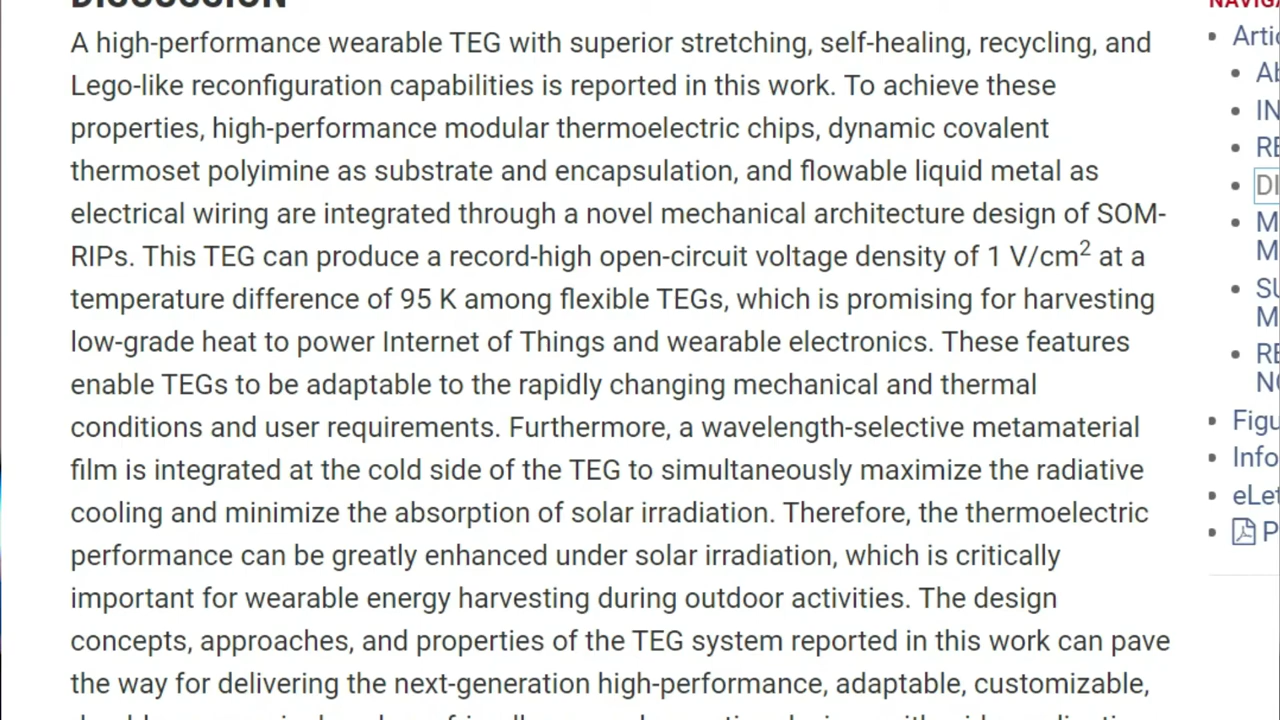 DISCUSSION
A high-performance wearable TEG with superior stretching, self-healing, recycling, and
Lego-like reconfiguration capabilities is reported in this work. To achieve these
properties, high-performance modular thermoelectric chips, dynamic covalent
thermoset polyimine as substrate and encapsulation, and flowable liquid metal as
electrical wiring are integrated through a novel mechanical architecture design of SOM-
RIPs. This TEG can produce a record-high open-circuit voltage density of 1 V/cm² at a
temperature difference of 95 K among flexible TEGs, which is promising for harvesting
low-grade heat to power Internet of Things and wearable electronics. These features
enable TEGs to be adaptable to the rapidly changing mechanical and thermal
conditions and user requirements. Furthermore, a wavelength-selective metamaterial
film is integrated at the cold side of the TEG to simultaneously maximize the radiative
cooling and minimize the absorption of solar irradiation. Therefore, the thermoelectric
performance can be greatly enhanced under solar irradiation, which is critically
important for wearable energy harvesting during outdoor activities. The design
concepts, approaches, and properties of the TEG system reported in this work can pave
the way for delivering the next-generation high-performance, adaptable, customizable,